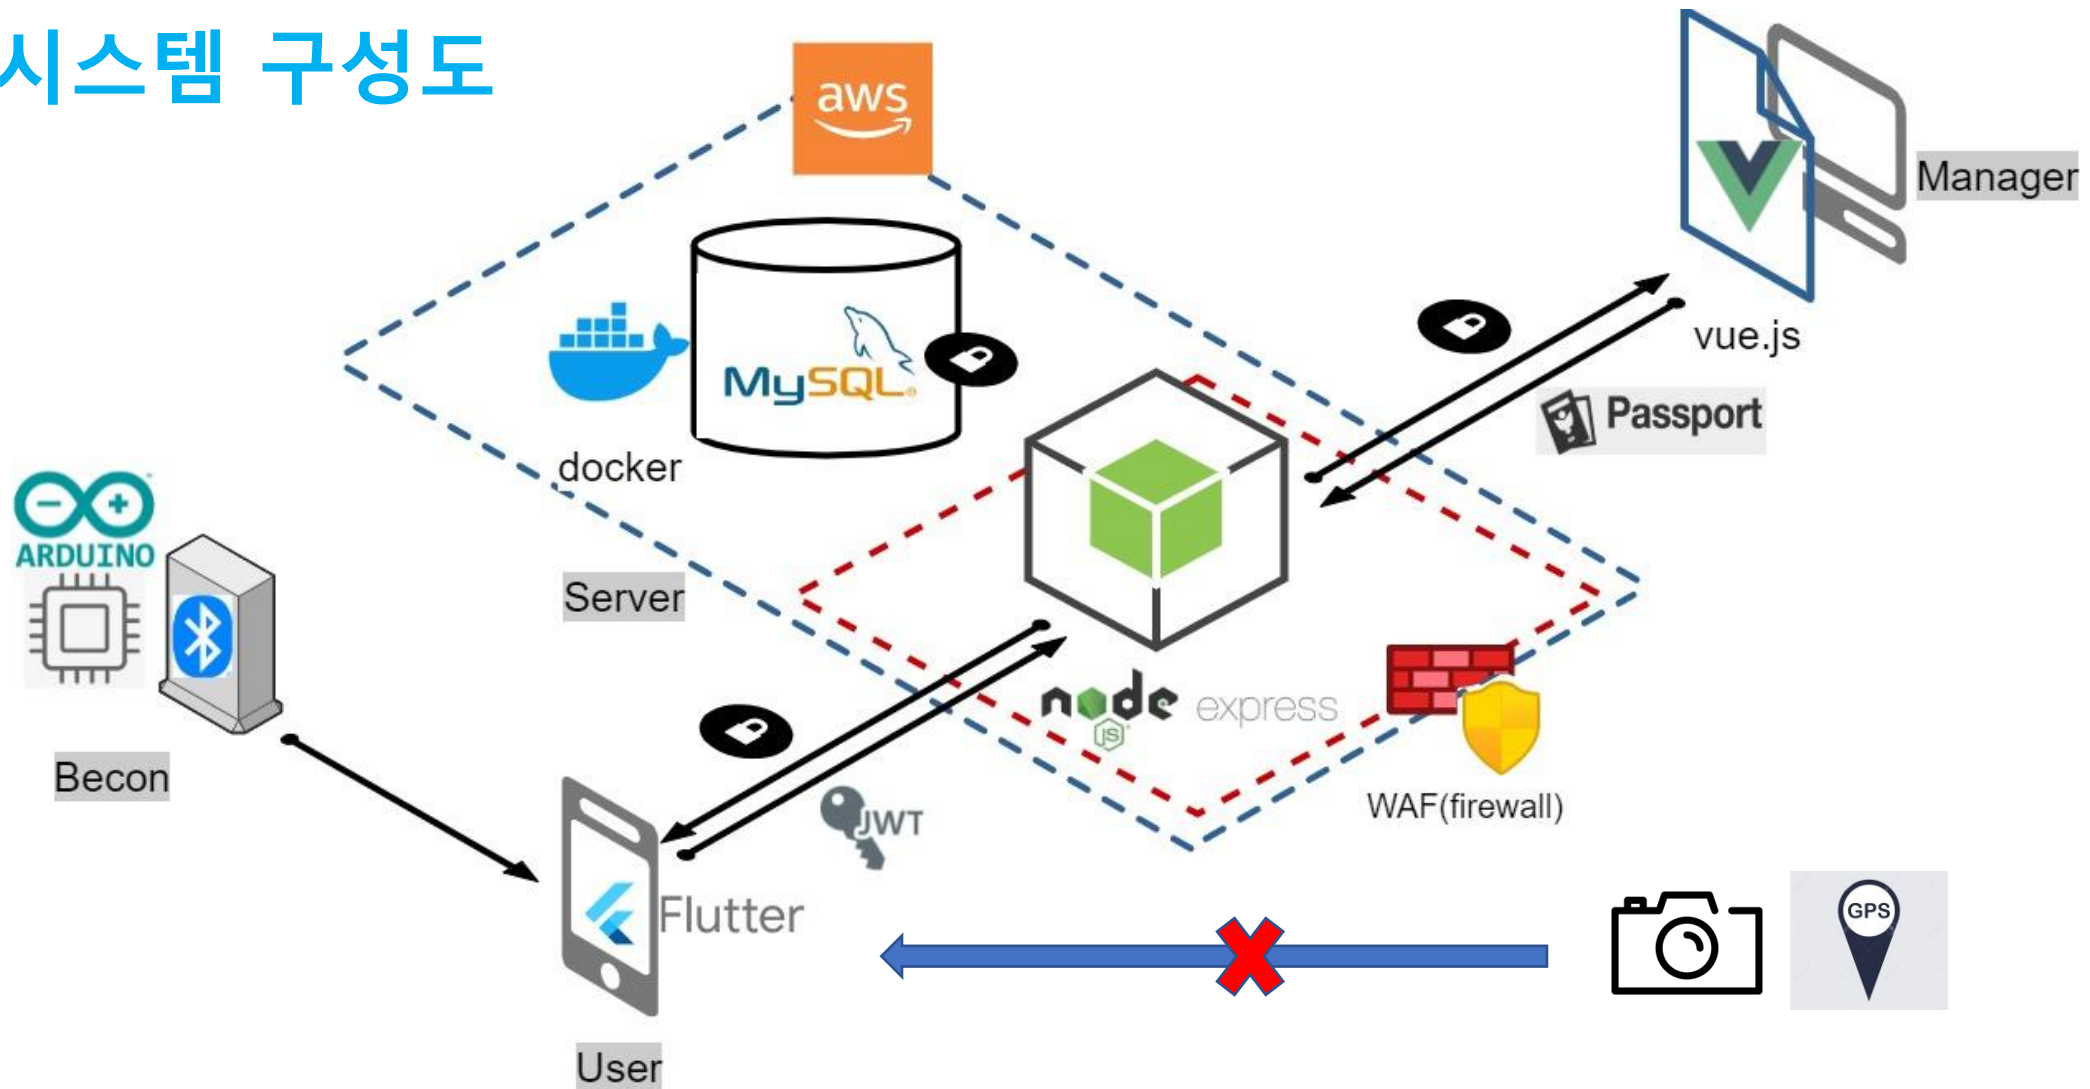 시스템 구성도
aws
Manager
MySQL
vue.js
Passport
docker
ARDUINO
Server
node
JS
express
WAF(firewall)
Becon
JWT
Flutter
GPS
User